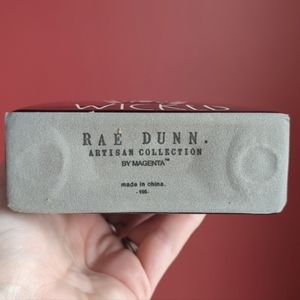 WICKED
RAE DUNN.
ARTISAN COLLECTION
BY MAGENTA™
made in china.